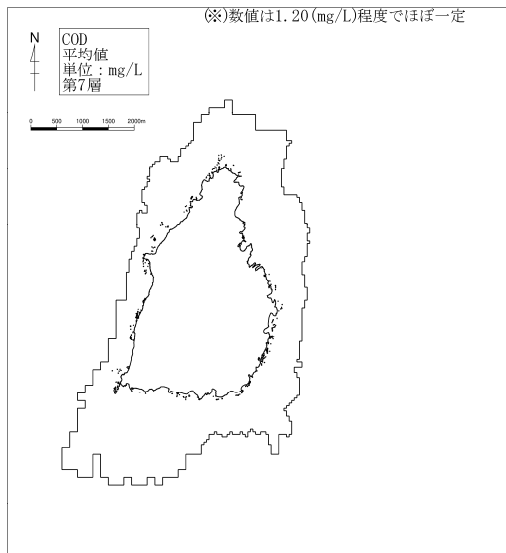 (※)数値は1.20(mg/L)程度でほぼ一定
N
COD
平均値
単位：mg/L
第7層
0 500 1000 1500 2000m